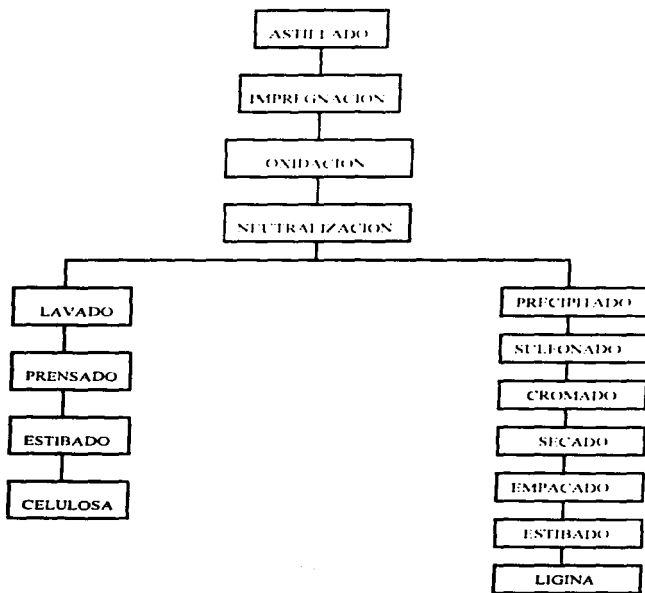 ASTILLADO
IMPREGNACION
OXIDACION
NEUTRALIZACION
LAVADO
PRENSADO
ESTIBADO
CELULOSA
PRECIPITADO
SULFONADO
CROMADO
SECADO
EMPACADO
ESTIBADO
LIGINA